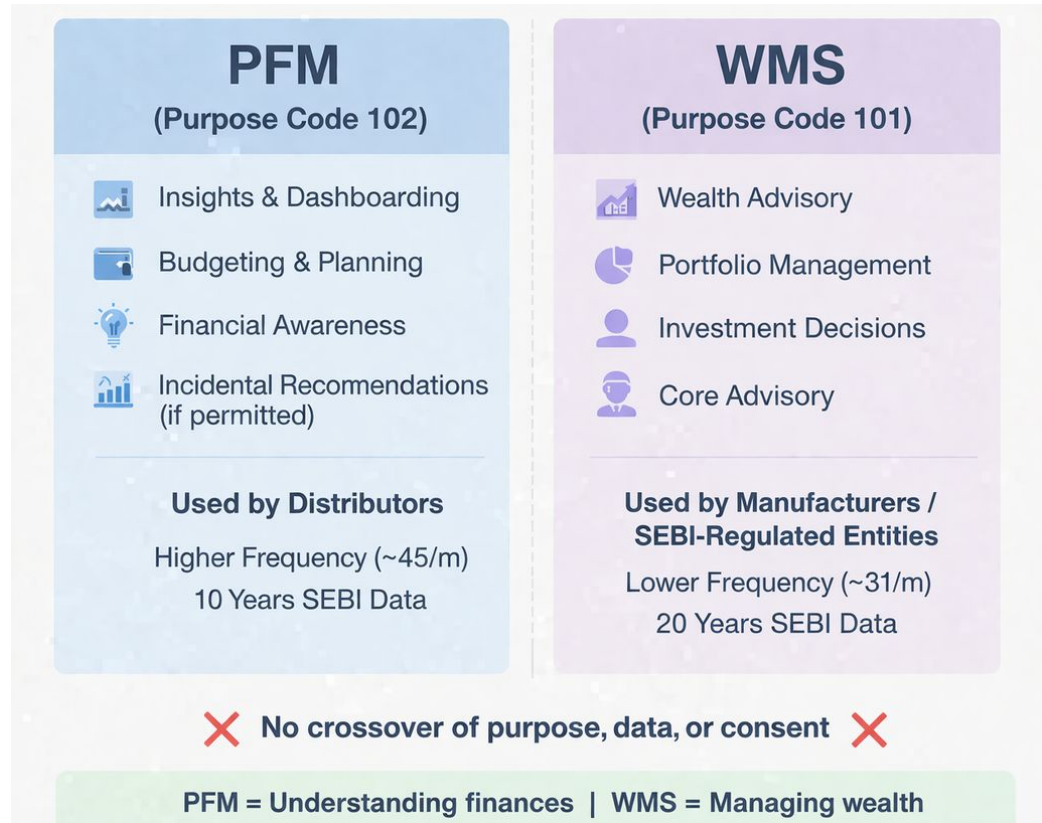 PFM
(Purpose Code 102)
Insights & Dashboarding
Budgeting & Planning
Financial Awareness
Incidental Recomendations
(if permitted)
Used by Distributors
Higher Frequency (~45/m)
10 Years SEBI Data
WMS
(Purpose Code 101)
Wealth Advisory
Portfolio Management
Investment Decisions
Core Advisory
Used by Manufacturers /
SEBI-Regulated Entities
Lower Frequency (~31/m)
20 Years SEBI Data
No crossover of purpose, data, or consent
PFM = Understanding finances | WMS = Managing wealth